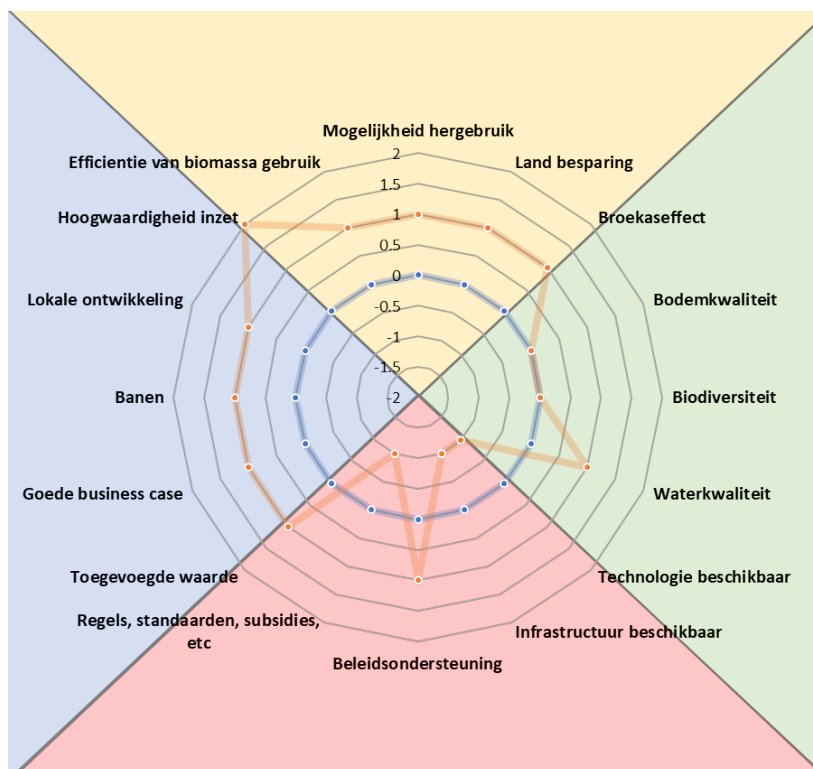 Mogelijkheid hergebruik
Efficientie van biomassa gebruik
Land besparing
Hoogwaardigheid inzet
Broekaseffect
Lokale ontwikkeling
Bodemkwaliteit
Banen
Biodiversiteit
Goede business case
Waterkwaliteit
Toegevoegde waarde
Technologie beschikbaar
Regels, standaarden, subsidies,
etc
Infrastructuur beschikbaar
Beleidsondersteuning
2
1.5
1
0.5
0
-0.5
-1
-1.5
-2